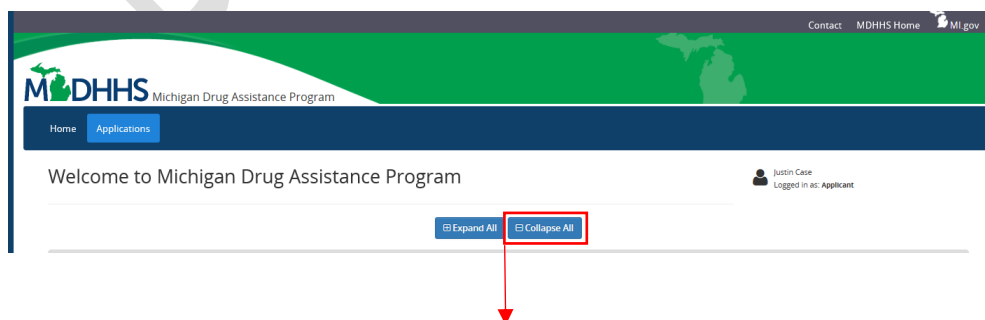 Contact MDHHS Home MI.gov
MDHHS Michigan Drug Assistance Program
Home Applications
Welcome to Michigan Drug Assistance Program
Justin Case
Logged in as: Applicant
Expand All Collapse All